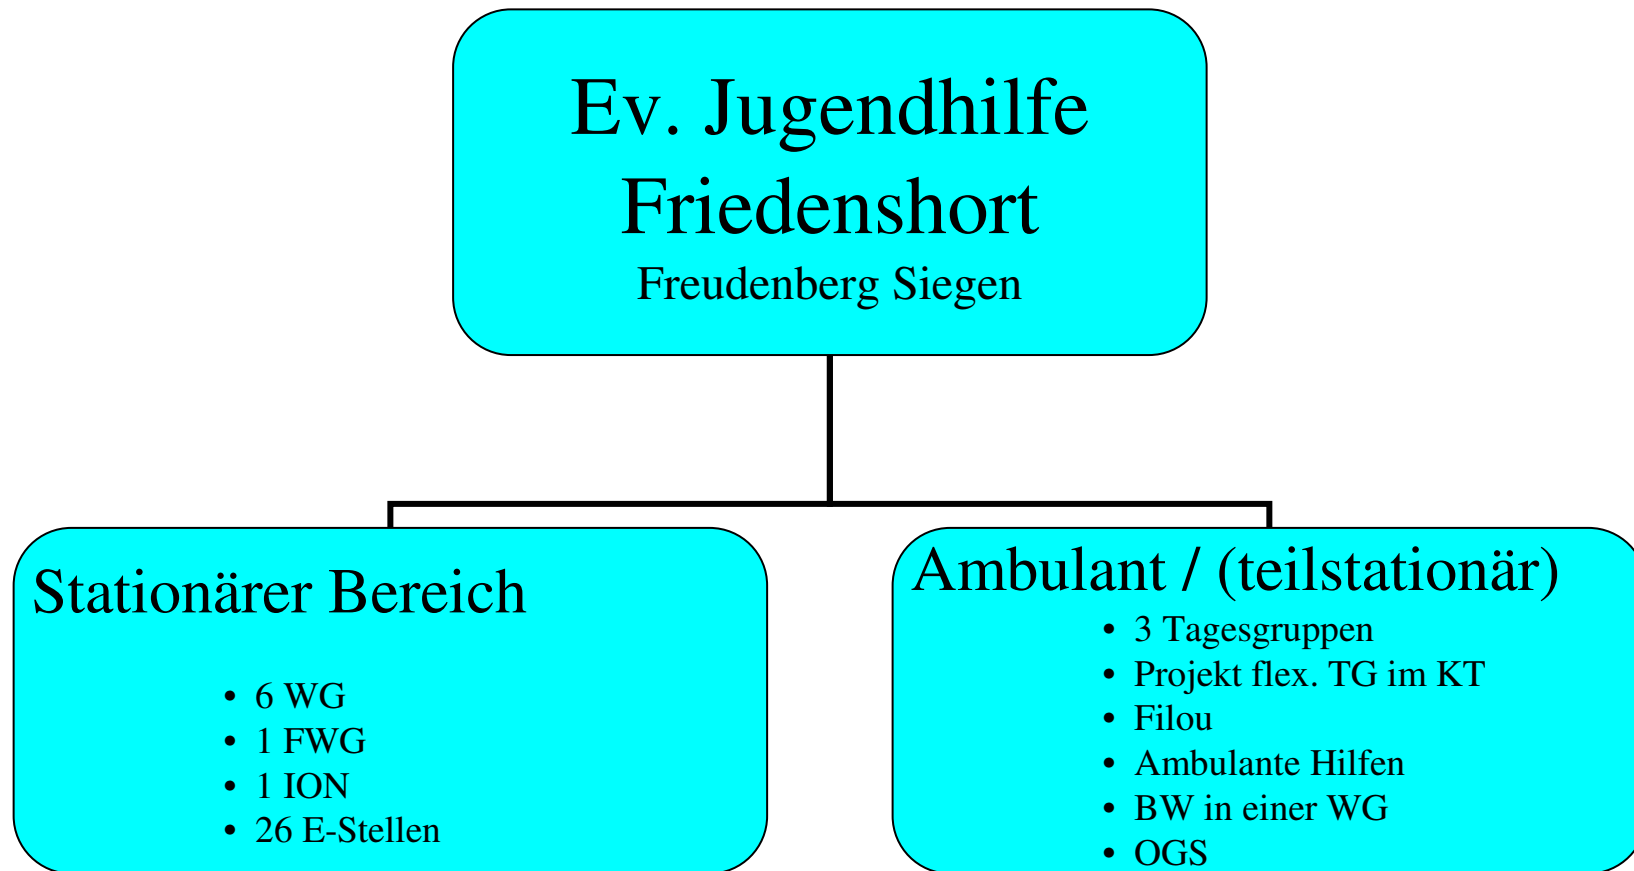 Ev. Jugendhilfe
Friedenshort
Freudenberg Siegen
Stationärer Bereich
• 6 WG
• 1 FWG
• 1 ION
• 26 E-Stellen
Ambulant / (teilstationär)
• 3 Tagesgruppen
• Projekt flex. TG im KT
• Filou
• Ambulante Hilfen
• BW in einer WG
• OGS